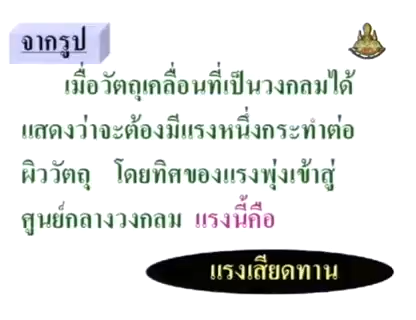 จากรูป
เมื่อวัตถุเคลื่อนที่เป็นวงกลมได้
แสดงว่าจะต้องมีแรงหนึ่งกระทำต่อ
ผิววัตถุ โดยทิศของแรงพุ่งเข้าสู่
ศูนย์กลางวงกลม แรงนี้คือ
แรงเสียดทาน